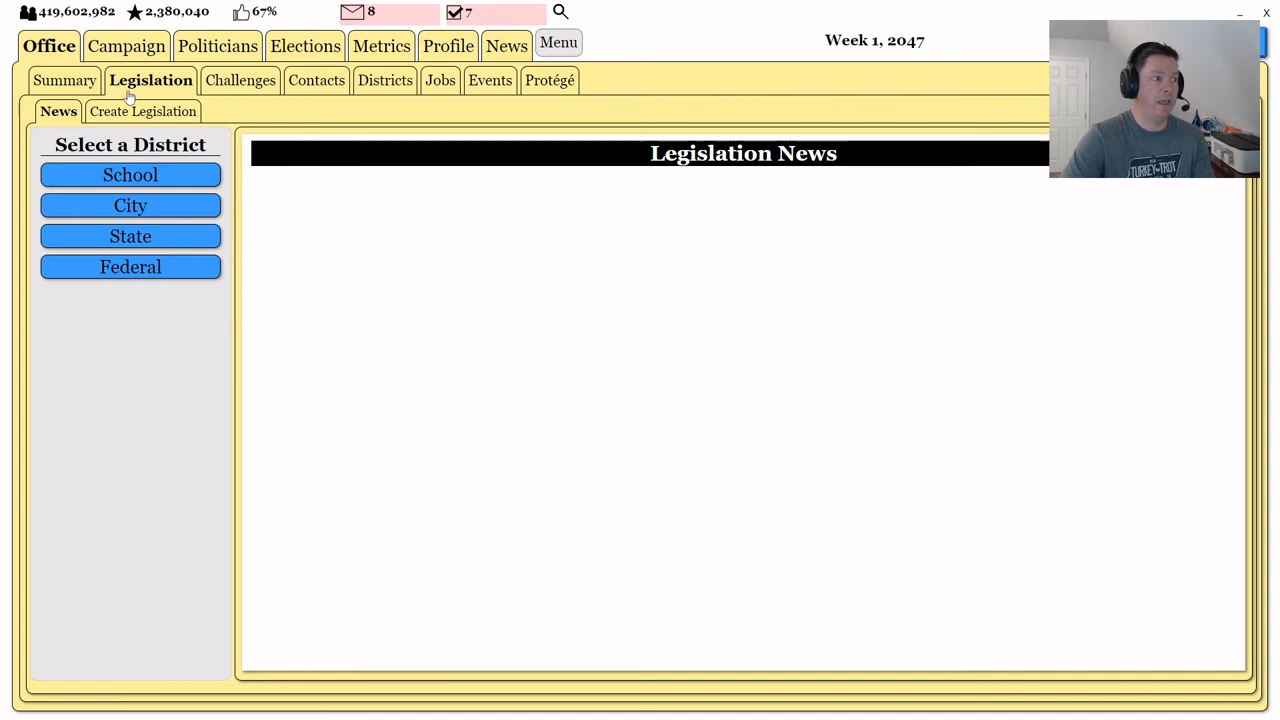 419,602,982 2,380,040 67% 8 7
Office Campaign Politicians Elections Metrics Profile News Menu Week 1, 2047
Summary Legislation Challenges Contacts Districts Jobs Events Protégé
News Create Legislation
Select a District
School
City
State
Federal
Legislation News
TURKEY TROT
_ X